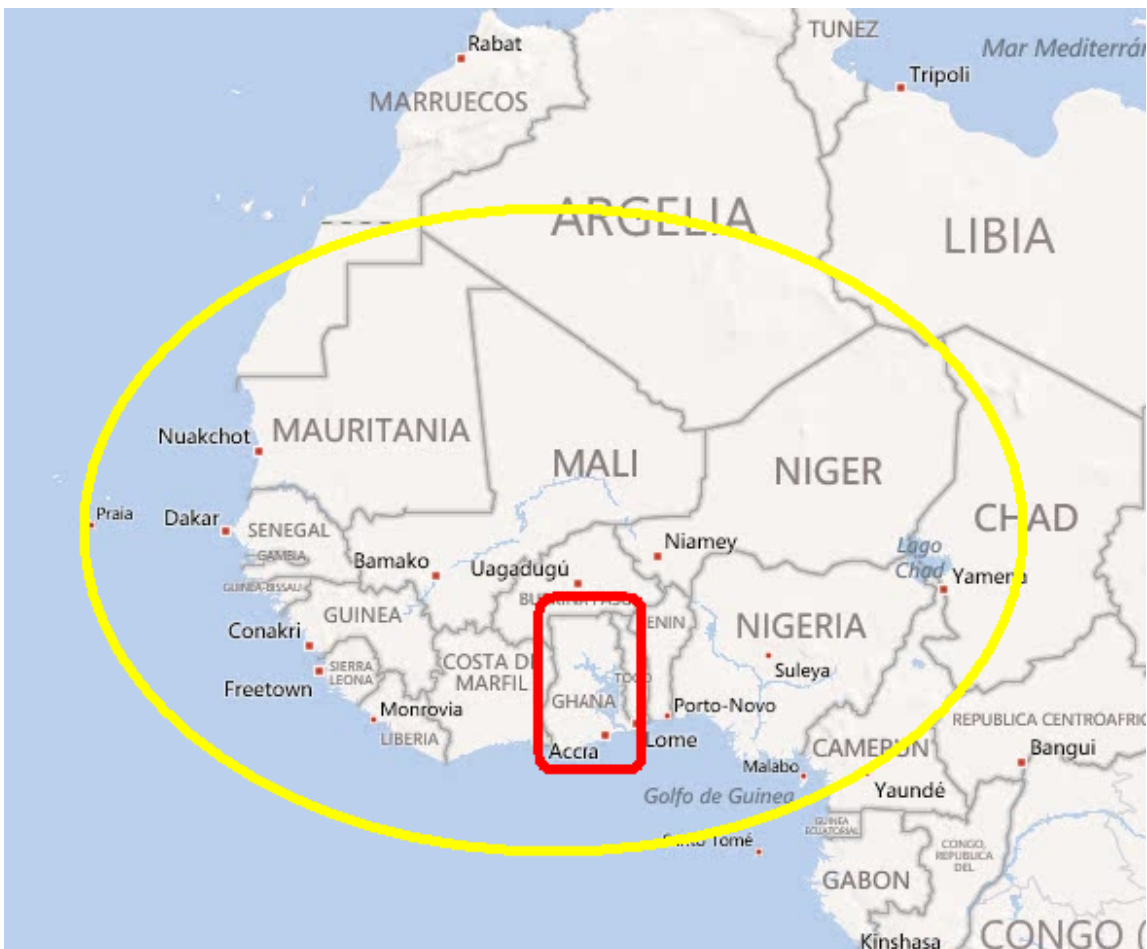 TUNEZ
Rabat
Mar Mediterrán
Tripoli
MARRUECOS
ARGELIA
LIBIA
Nuakchot
MAURITANIA
MALI
NIGER
Praia
Dakar
SENEGAL
CHAD
GAMBIA
Niamey
Lago
Chad
Bamako
Uagadugú
Yamena
GUINEA-BISSAU
GUINEA
BURKINA FASO
ENIN
NIGERIA
Conakri
COSTA DE
MARFIL
SIERRA
LEONA
Suleya
TOGO
Freetown
GHANA
Monrovia
Porto-Novo
REPUBLICA CENTROAFRIC
LIBERIA
Accra
Lome
CAMERUN
Bangui
Malabo
Golfo de Guinea
Yaundé
GUINEA
ECUATORIAL
Santo Tomé
CONGO,
REPUBLICA
DEL
GABON
Kinshasa
CONGO (